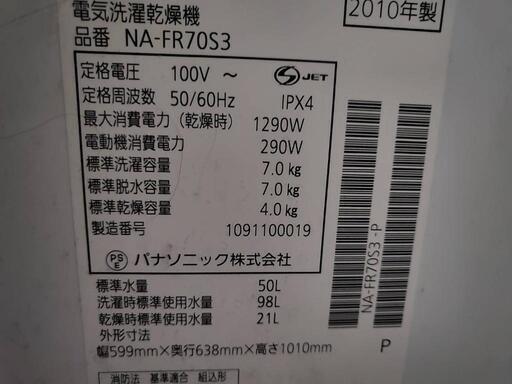 電気洗濯乾燥機
2010年製
品番 NA-FR70S3
定格電圧 100V ～
S JET
定格周波数 50/60Hz IPX4
最大消費電力（乾燥時） 1290W
電動機消費電力 290W
標準洗濯容量 7.0kg
標準脱水容量 7.0kg
標準乾燥容量 4.0kg
製造番号 1091100019
PSE パナソニック株式会社
標準水量 50L
洗濯時標準使用水量 98L
乾燥時標準使用水量 21L
外形寸法
幅599mm×奥行638mm×高さ1010mm
P
消防法 基準適合 組込形
NA-FR70S3 -P